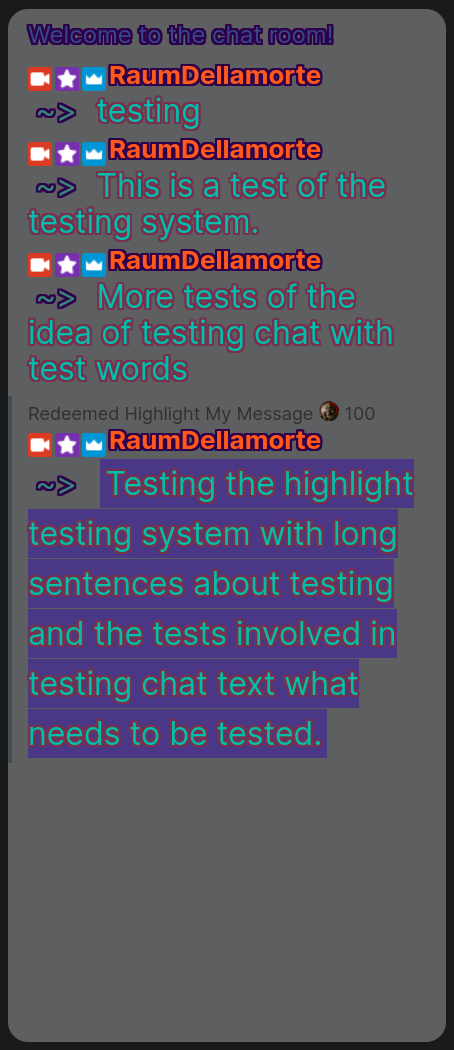 Welcome to the chat room!
RaumDellamorte
~> testing
RaumDellamorte
~> This is a test of the
testing system.
RaumDellamorte
~> More tests of the
idea of testing chat with
test words
Redeemed Highlight My Message 100
RaumDellamorte
~> Testing the highlight
testing system with long
sentences about testing
and the tests involved in
testing chat text what
needs to be tested.